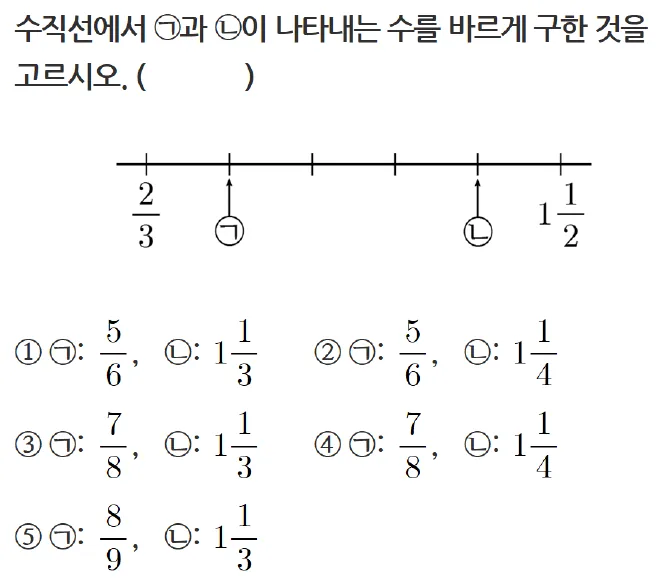 수직선에서 ㉠과 ㉡이 나타내는 수를 바르게 구한 것을
고르시오. (          )
2/3 ㉠ ㉡ 1 1/2
① ㉠: 5/6, ㉡: 1 1/3 ② ㉠: 5/6, ㉡: 1 1/4
③ ㉠: 7/8, ㉡: 1 1/3 ④ ㉠: 7/8, ㉡: 1 1/4
⑤ ㉠: 8/9, ㉡: 1 1/3